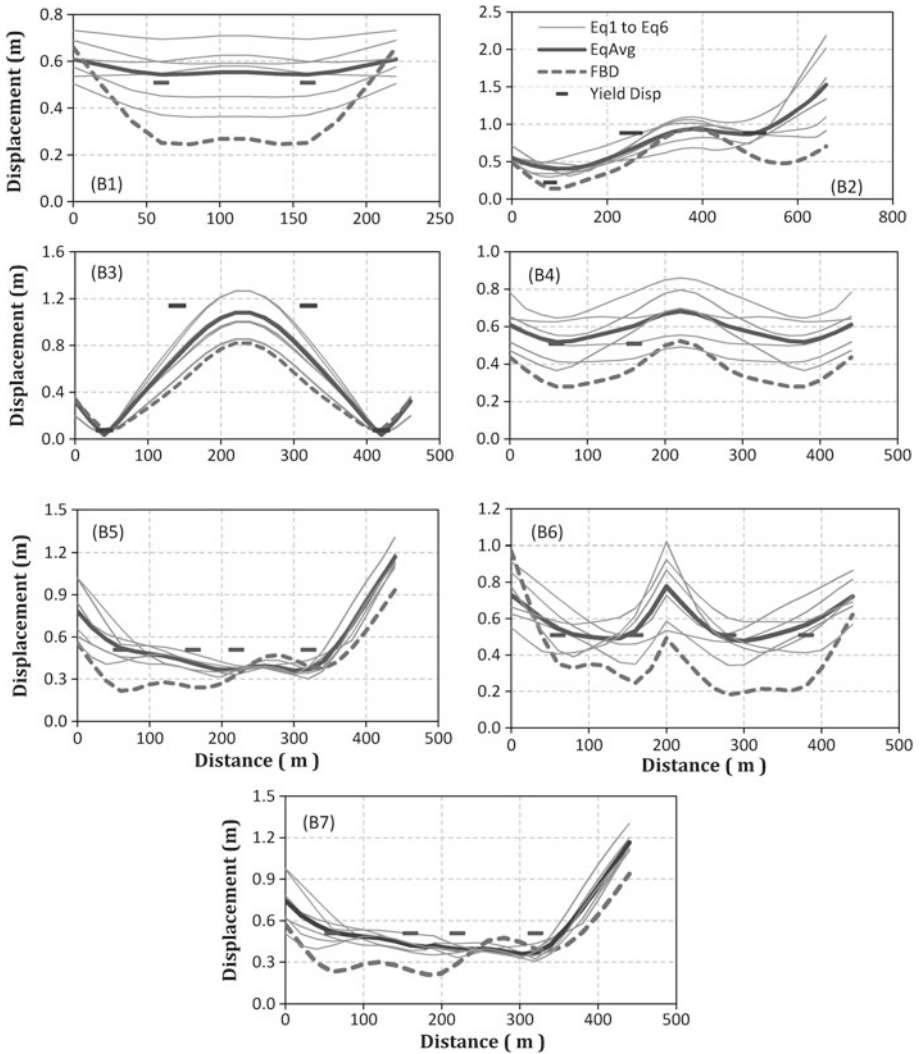 0.8
0.6
0.4
0.2
0.0
Displacement (m)
(B1)
0 50 100 150 200 250
2.5
2.0
1.5
1.0
0.5
0.0
Eq1 to Eq6
EqAvg
FBD
Yield Disp
(B2)
0 200 400 600 800
1.6
1.2
0.8
0.4
0.0
Displacement (m)
(B3)
0 100 200 300 400 500
1.0
0.8
0.6
0.4
0.2
0.0
(B4)
0 100 200 300 400 500
1.5
1.2
0.9
0.6
0.3
0.0
Displacement (m)
(B5)
0 100 200 300 400 500
Distance ( m )
1.0
0.8
0.6
0.4
0.2
0.0
(B6)
0 100 200 300 400 500
Distance ( m )
1.5
1.2
0.9
0.6
0.3
0.0
Displacement (m)
(B7)
0 100 200 300 400 500
Distance ( m )